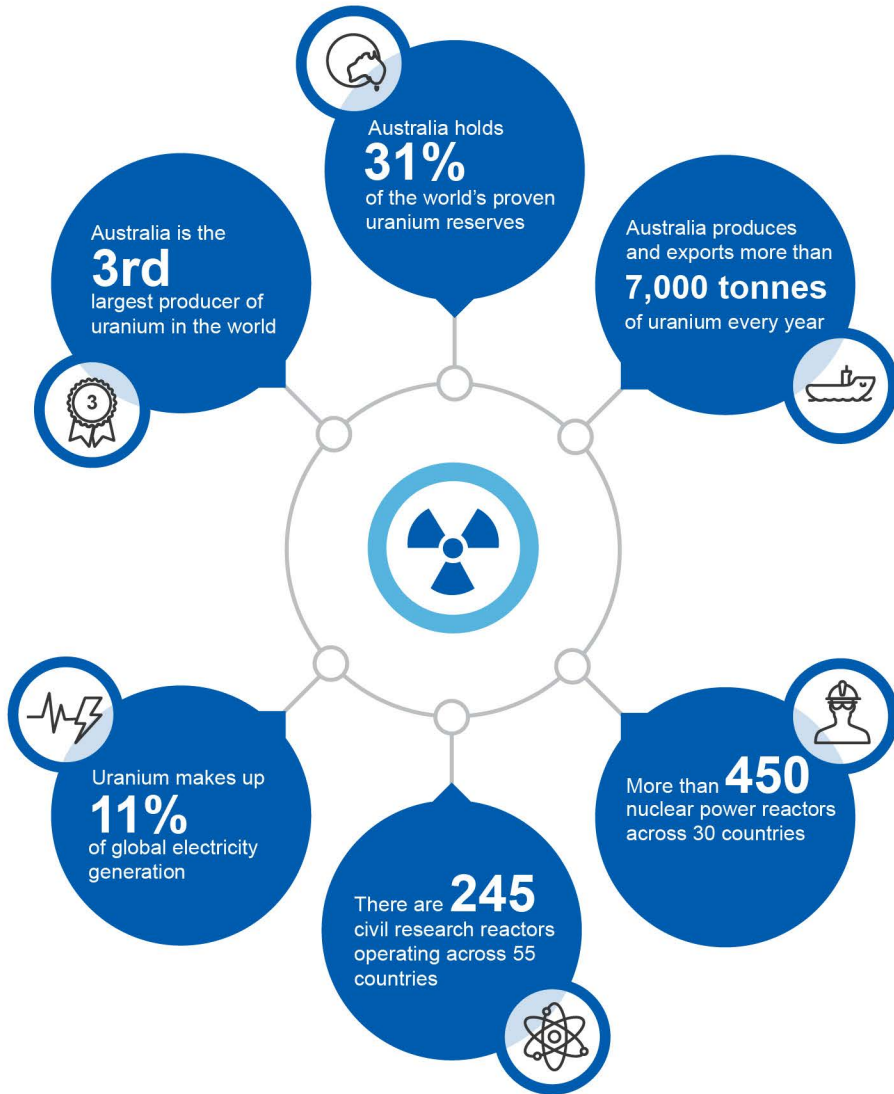 Australia holds
31%
of the world's proven
uranium reserves
Australia is the
3rd
largest producer of
uranium in the world
3
Australia produces
and exports more than
7,000 tonnes
of uranium every year
Uranium makes up
11%
of global electricity
generation
There are 245
civil research reactors
operating across 55
countries
More than 450
nuclear power reactors
across 30 countries